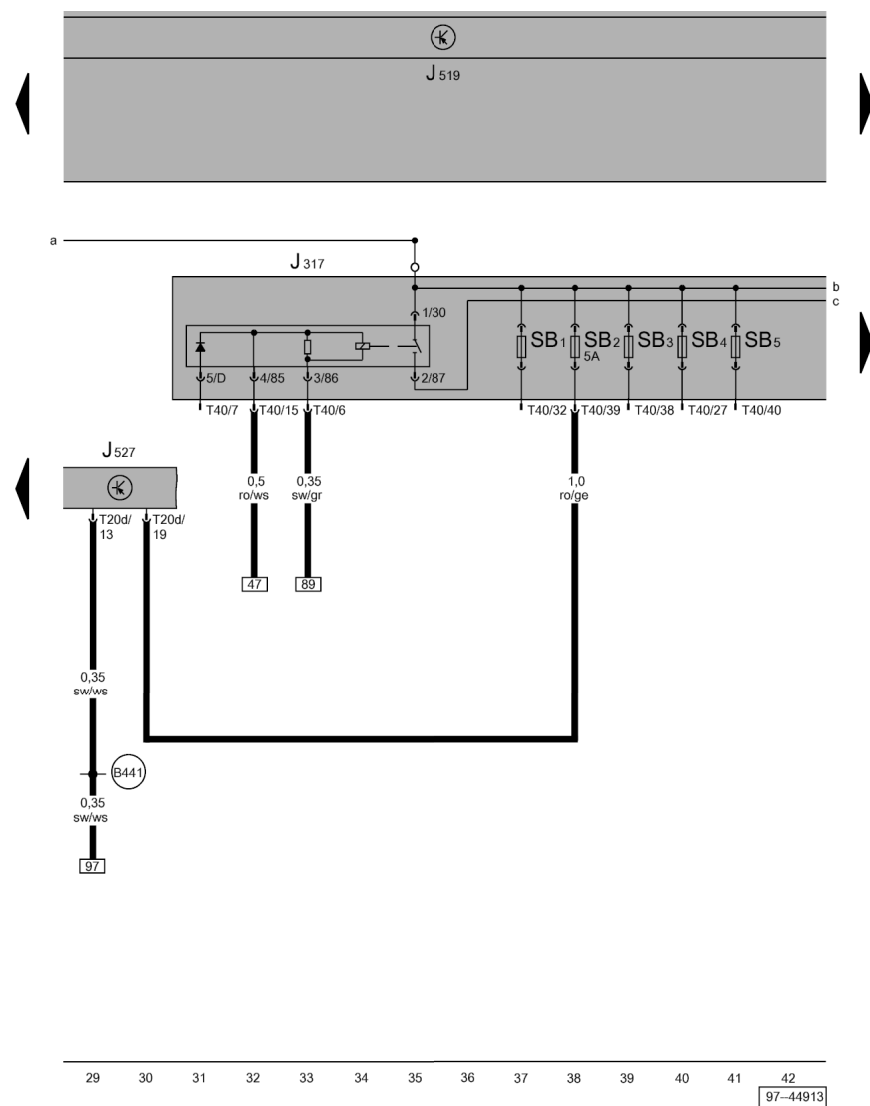 J 519
a
J 317
b
c
1/30
SB1 SB2 SB3 SB4 SB5
5A
5/D 4/85 3/86 2/87
T40/7 T40/15 T40/6 T40/32 T40/39 T40/38 T40/27 T40/40
J 527
0,5 0,35 1,0
ro/ws sw/gr ro/ge
T20d/ T20d/
13 19
47 89
0,35
sw/ws
B441
0,35
sw/ws
97
29 30 31 32 33 34 35 36 37 38 39 40 41 42
97--44913